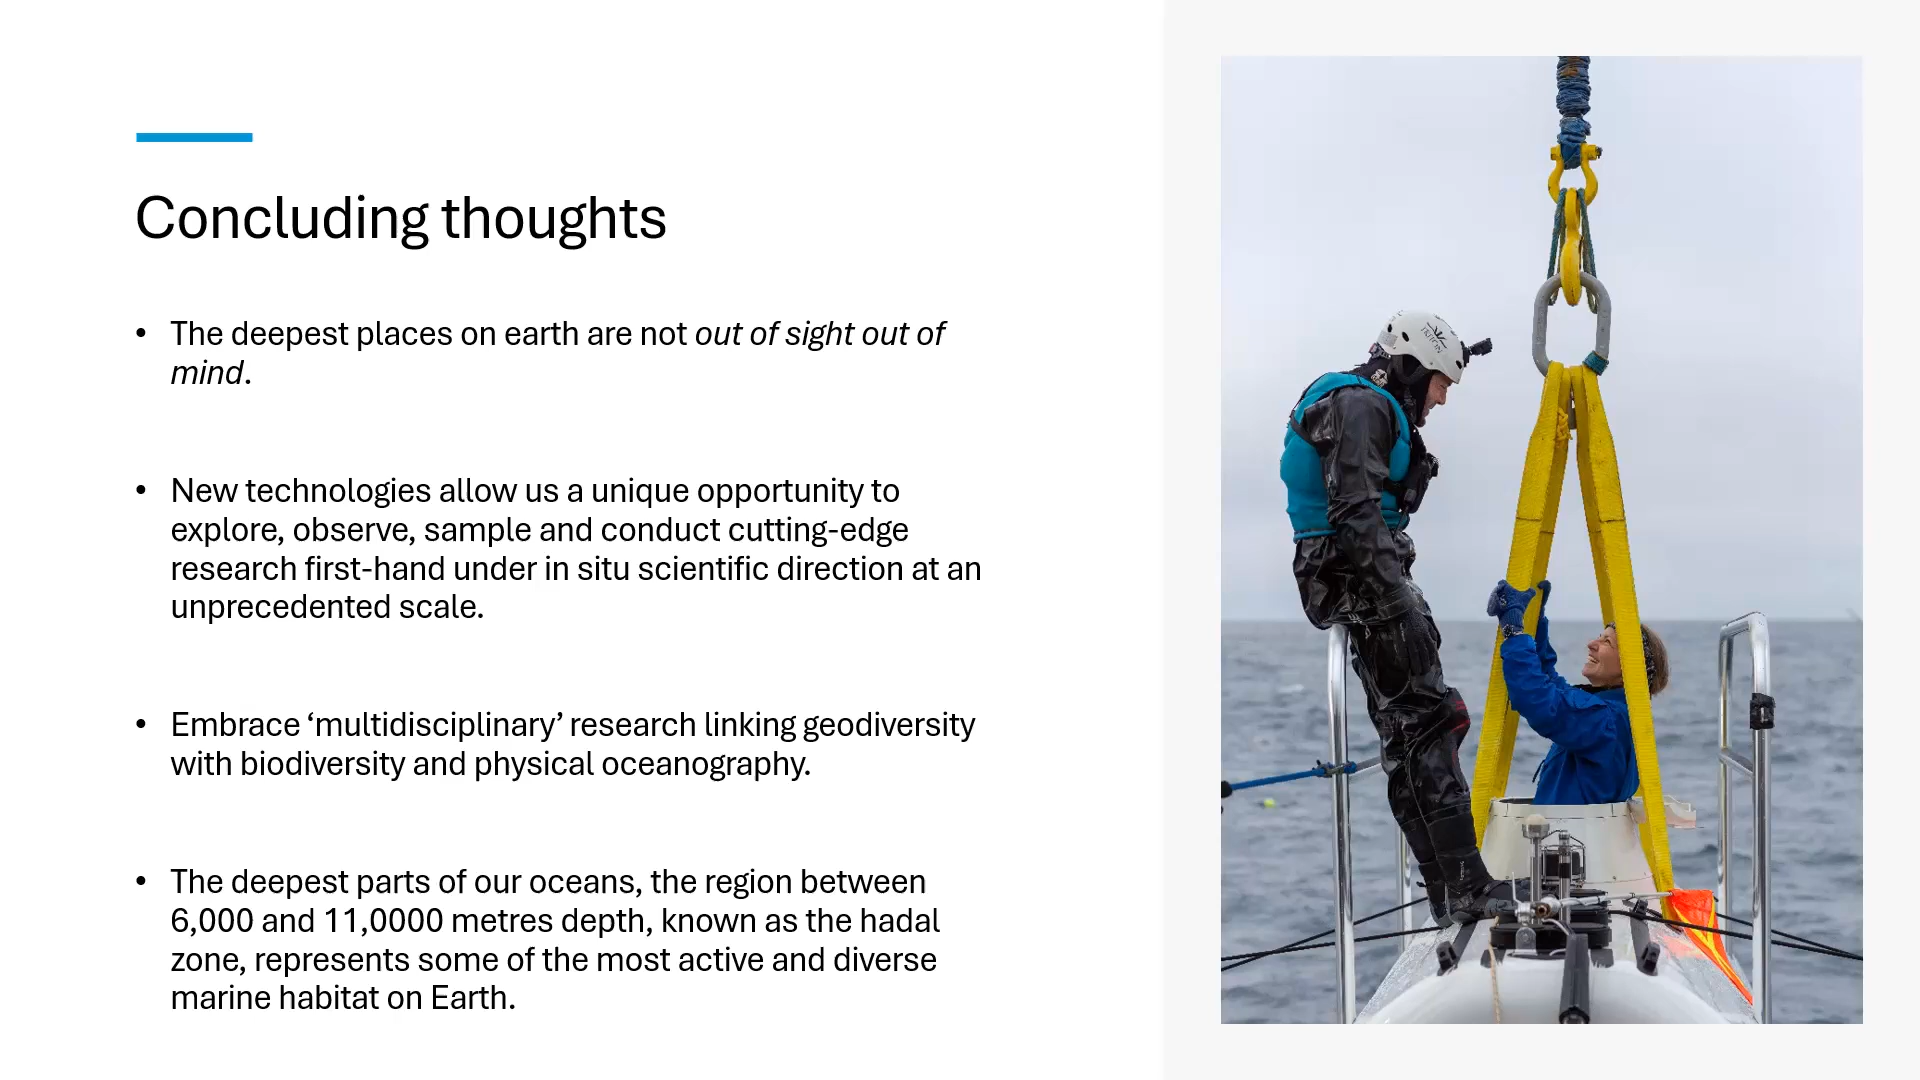 Concluding thoughts
• The deepest places on earth are not out of sight out of
mind.
• New technologies allow us a unique opportunity to
explore, observe, sample and conduct cutting-edge
research first-hand under in situ scientific direction at an
unprecedented scale.
• Embrace ‘multidisciplinary’ research linking geodiversity
with biodiversity and physical oceanography.
• The deepest parts of our oceans, the region between
6,000 and 11,0000 metres depth, known as the hadal
zone, represents some of the most active and diverse
marine habitat on Earth.